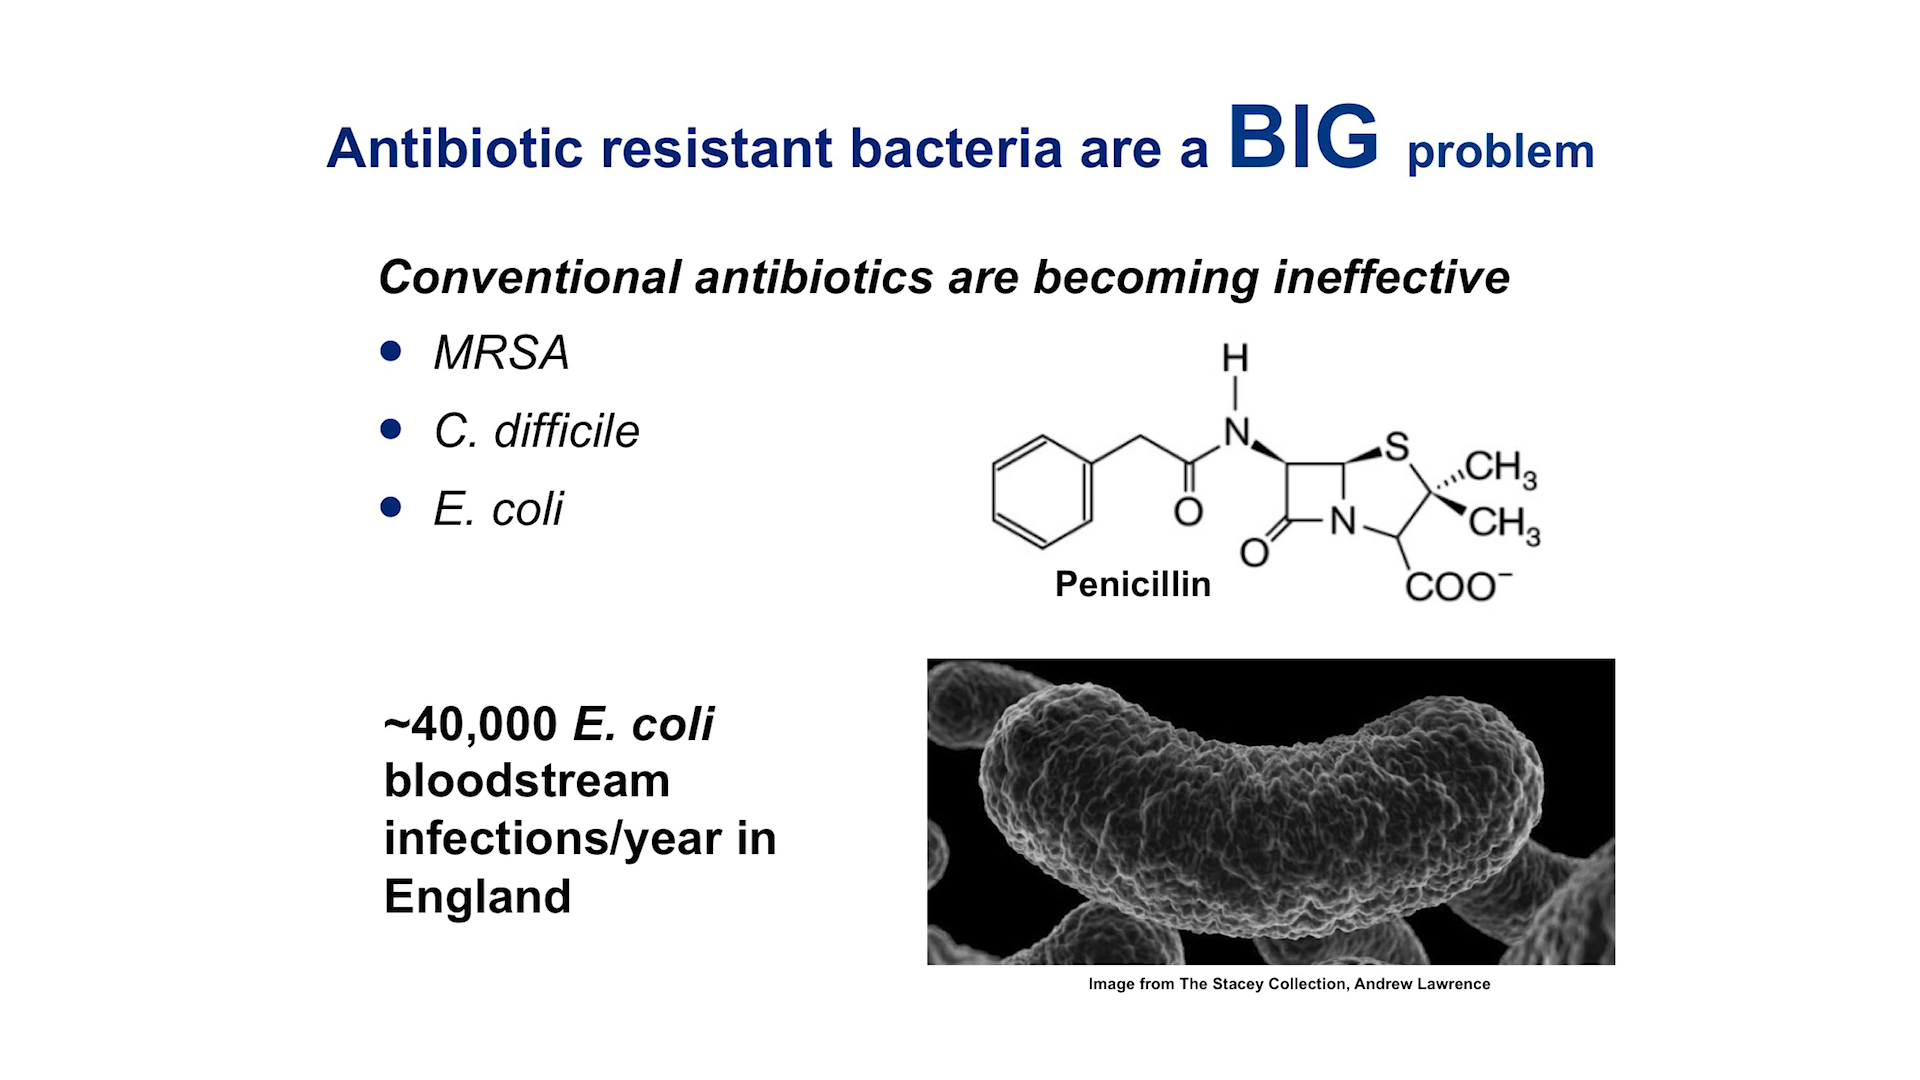 Antibiotic resistant bacteria are a BIG problem
Conventional antibiotics are becoming ineffective
• MRSA
• C. difficile
• E. coli
H
N
S
CH₃
CH₃
O
N
O
COO⁻
Penicillin
~40,000 E. coli
bloodstream
infections/year in
England
Image from The Stacey Collection, Andrew Lawrence